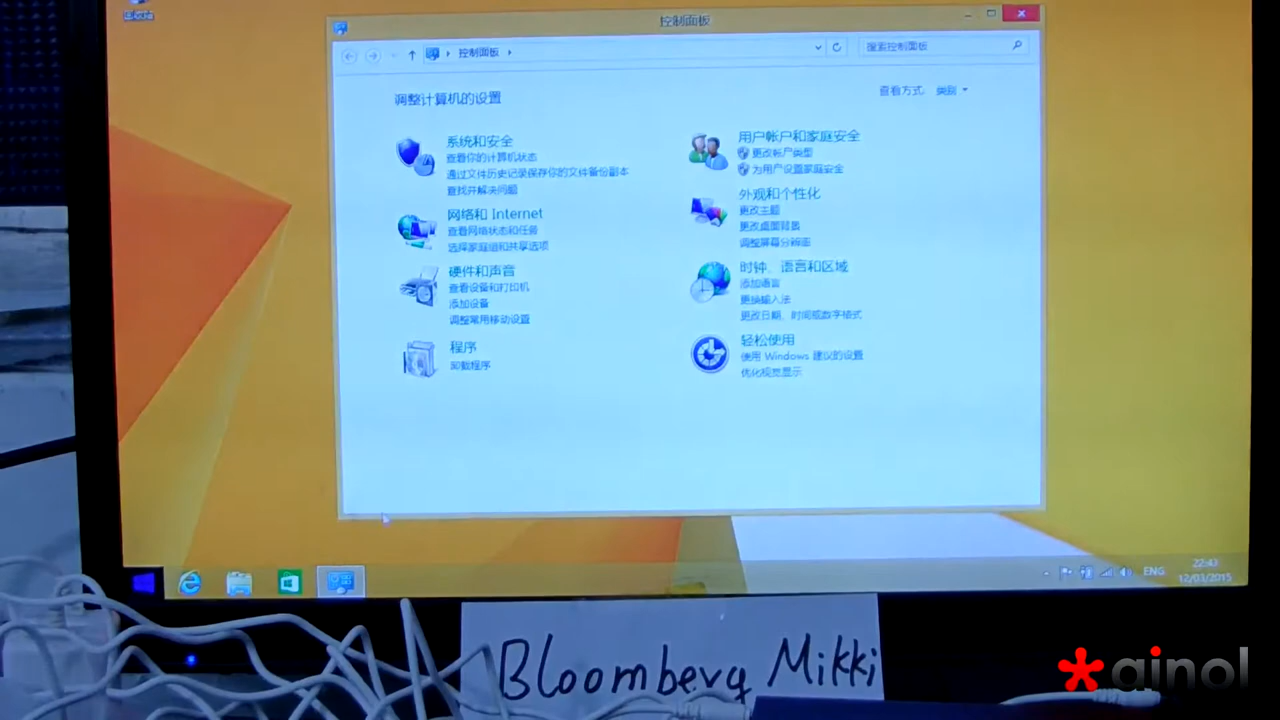 控制面板
控制面板
搜索控制面板
调整计算机的设置
查看方式: 类别
系统和安全
查看你的计算机状态
通过文件历史记录保存你的文件备份副本
查找并解决问题
网络和 Internet
查看网络状态和任务
选择家庭组和共享选项
硬件和声音
查看设备和打印机
添加设备
调整常用移动设置
程序
卸载程序
用户帐户和家庭安全
更改帐户类型
为用户设置家庭安全
外观和个性化
更改主题
更改桌面背景
调整屏幕分辨率
时钟、语言和区域
添加语言
更换输入法
更改日期、时间或数字格式
轻松使用
使用 Windows 建议的设置
优化视觉显示
ENG
22:43
12/03/2015
Bloomberg Mikki
ainol